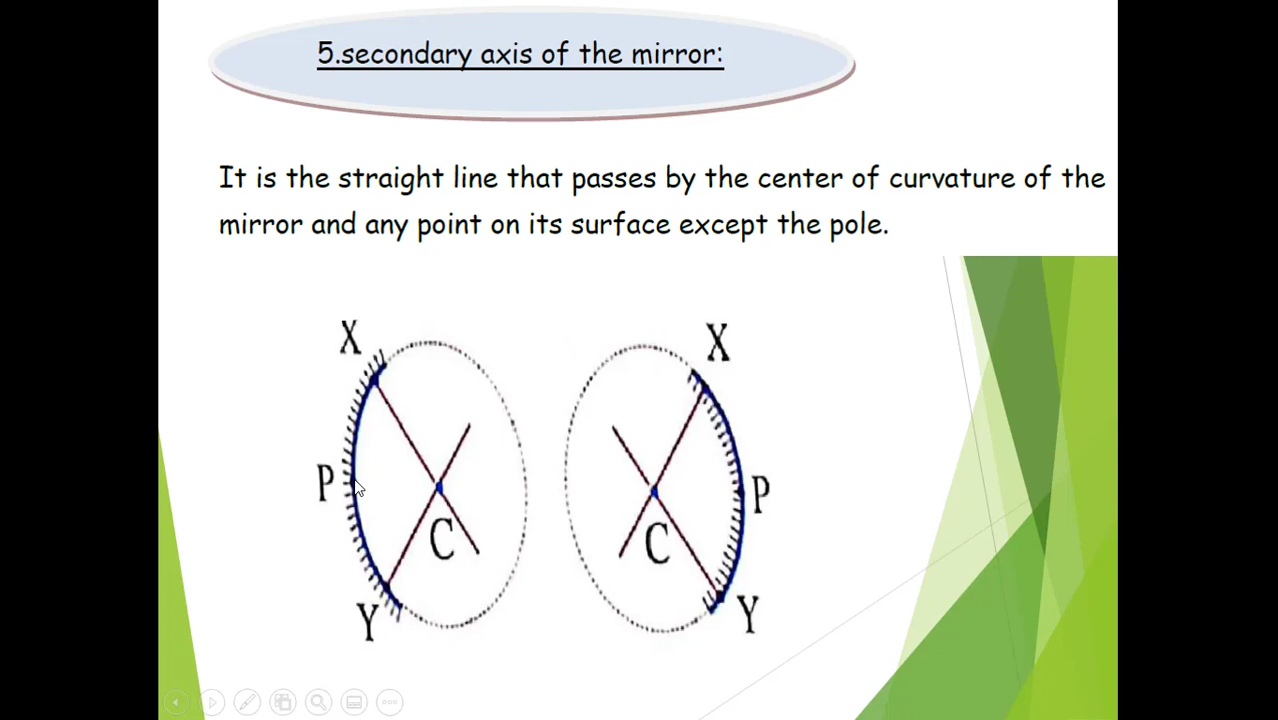 5.secondary axis of the mirror:
It is the straight line that passes by the center of curvature of the
mirror and any point on its surface except the pole.
X
P
C
Y
X
P
C
Y